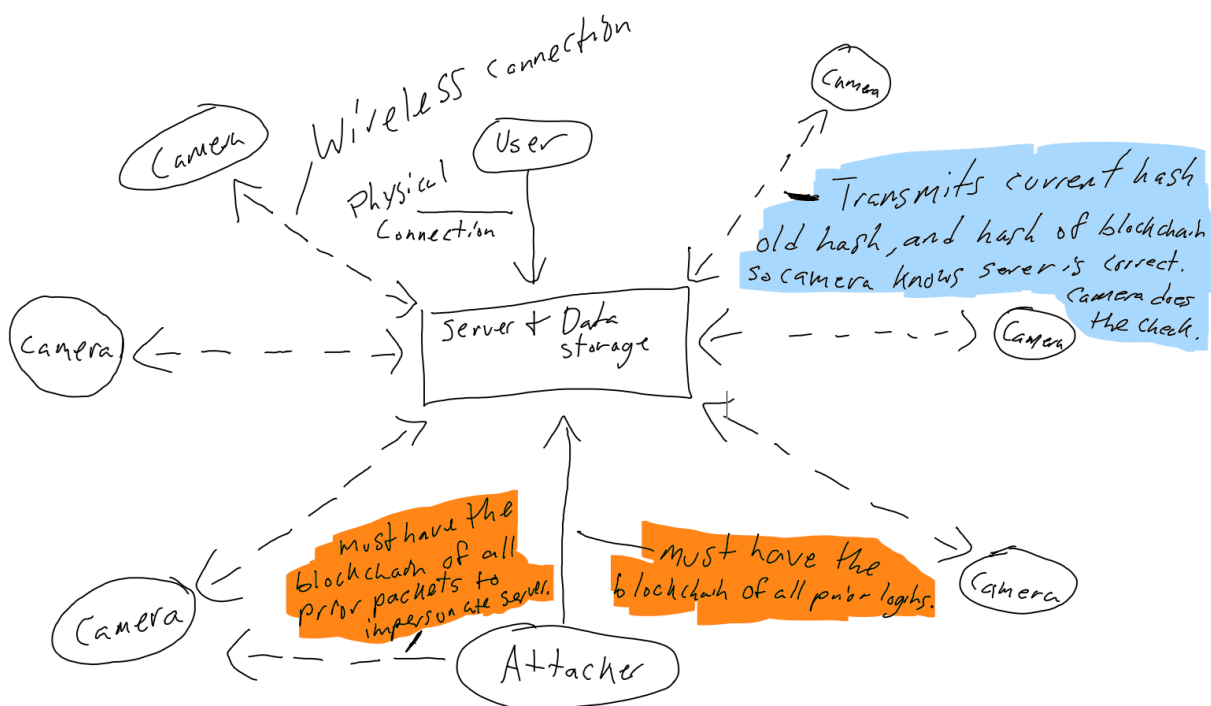 Wireless connection
Camera
User
Camera
Physical
Connection
Transmits current hash
old hash, and hash of blockchain
so camera knows server is correct.
Camera does
the check.
Server + Data
storage
Camera
Camera
must have the
blockchain of all
prior packets to
impersonate server.
must have the
blockchain of all prior logins.
Camera
Camera
Attacker